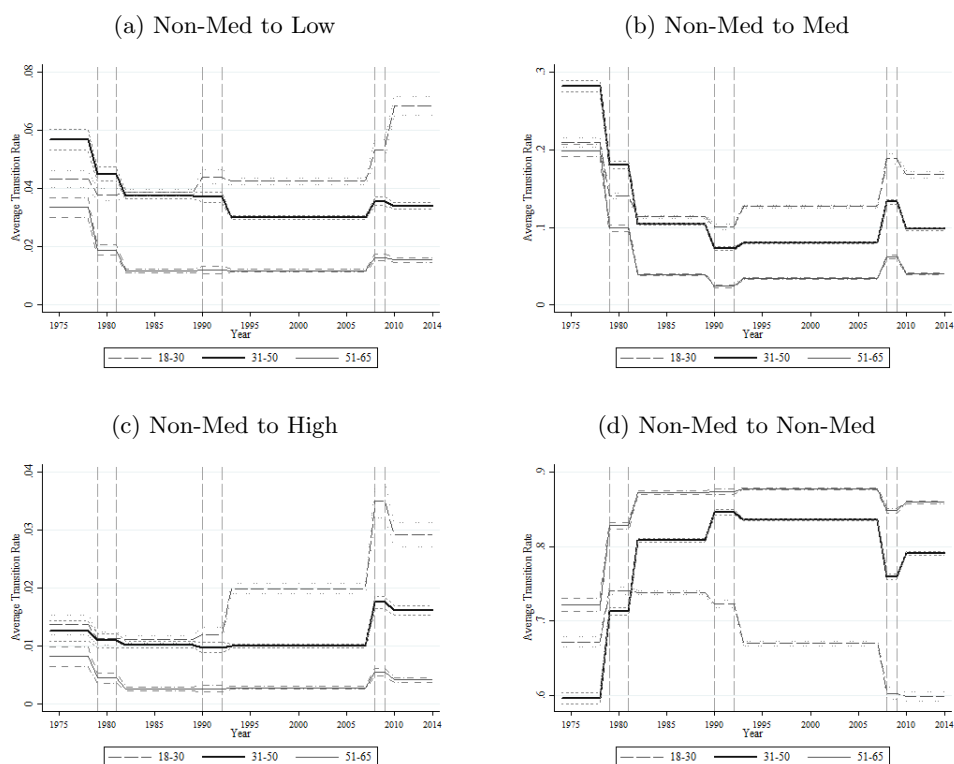 (a) Non-Med to Low
(b) Non-Med to Med
Average Transition Rate
0 .02 .04 .06 .08
1975 1980 1985 1990 1995 2000 2005 2010 2014
Year
18-30 31-50 51-65
Average Transition Rate
0 .1 .2 .3
1975 1980 1985 1990 1995 2000 2005 2010 2014
Year
18-30 31-50 51-65
(c) Non-Med to High
(d) Non-Med to Non-Med
Average Transition Rate
0 .01 .02 .03 .04
1975 1980 1985 1990 1995 2000 2005 2010 2014
Year
18-30 31-50 51-65
Average Transition Rate
.6 .7 .8 .9
1975 1980 1985 1990 1995 2000 2005 2010 2014
Year
18-30 31-50 51-65